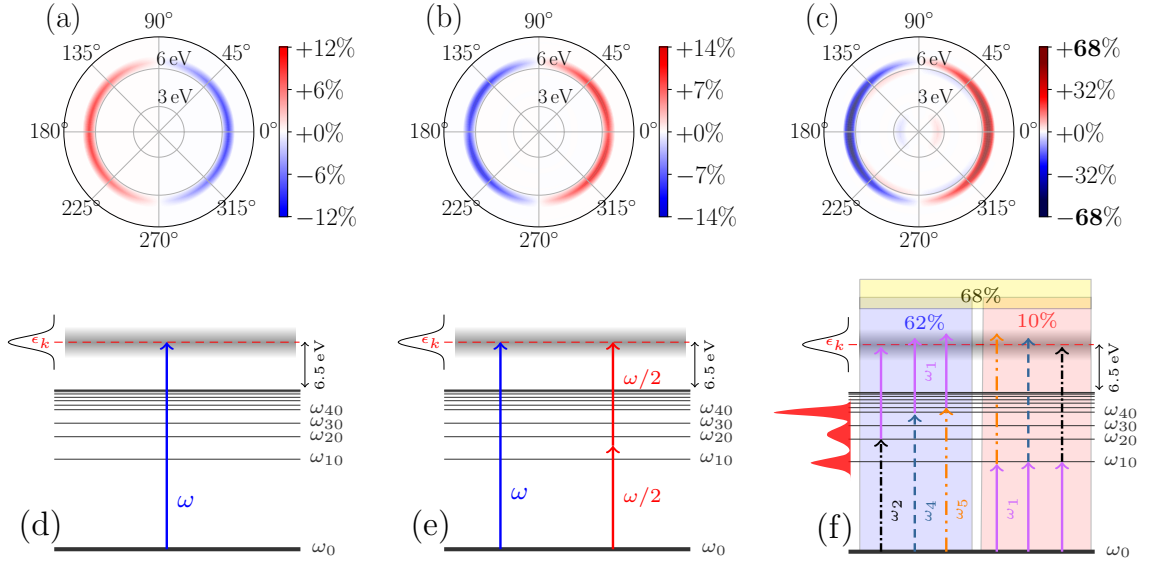 (a)
90°
135°
45°
6 eV
3 eV
180°
0°
225°
315°
270°
+12%
+6%
+0%
−6%
−12%
(b)
90°
135°
45°
6 eV
3 eV
180°
0°
225°
315°
270°
+14%
+7%
+0%
−7%
−14%
(c)
90°
135°
45°
6 eV
3 eV
180°
0°
225°
315°
270°
+68%
+32%
+0%
−32%
−68%
ϵk
6.5 eV
ω40
ω30
ω20
ω10
ω
(d)
ω0
ϵk
6.5 eV
ω/2
ω40
ω30
ω20
ω10
ω
ω/2
(e)
ω0
68%
62%
10%
ϵk
6.5 eV
ω1
ω40
ω30
ω20
ω10
ω2
ω4
ω5
ω1
(f)
ω0